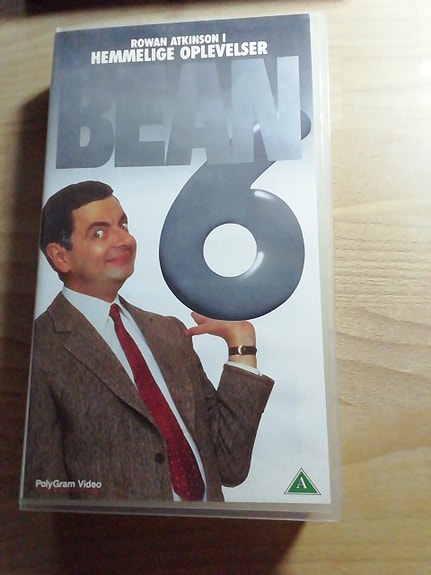 ROWAN ATKINSON I
HEMMELIGE OPLEVELSER
BEAN
6
PolyGram Video
A